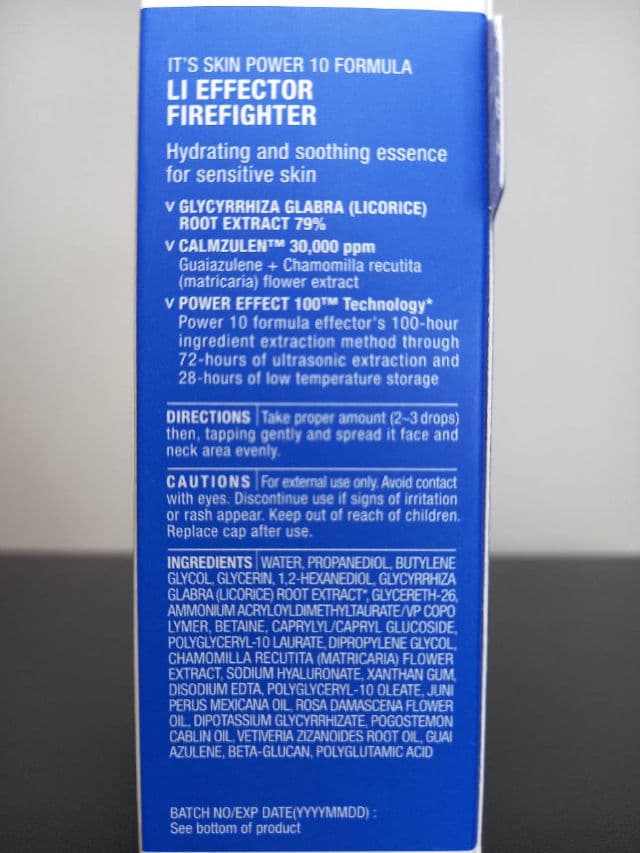 IT'S SKIN POWER 10 FORMULA
LI EFFECTOR
FIREFIGHTER
Hydrating and soothing essence
for sensitive skin
v GLYCYRRHIZA GLABRA (LICORICE)
ROOT EXTRACT 79%
v CALMZULEN™ 30,000 ppm
Guaiazulene + Chamomilla recutita
(matricaria) flower extract
v POWER EFFECT 100™ Technology*
Power 10 formula effector's 100-hour
ingredient extraction method through
72-hours of ultrasonic extraction and
28-hours of low temperature storage
DIRECTIONS | Take proper amount (2~3 drops)
then, tapping gently and spread it face and
neck area evenly.
CAUTIONS | For external use only. Avoid contact
with eyes. Discontinue use if signs of irritation
or rash appear. Keep out of reach of children.
Replace cap after use.
INGREDIENTS | WATER, PROPANEDIOL, BUTYLENE
GLYCOL, GLYCERIN, 1,2-HEXANEDIOL, GLYCYRRHIZA
GLABRA (LICORICE) ROOT EXTRACT*, GLYCERETH-26,
AMMONIUM ACRYLOYLDIMETHYLTAURATE/VP COPO
LYMER, BETAINE, CAPRYLYL/CAPRYL GLUCOSIDE,
POLYGLYCERYL-10 LAURATE, DIPROPYLENE GLYCOL,
CHAMOMILLA RECUTITA (MATRICARIA) FLOWER
EXTRACT, SODIUM HYALURONATE, XANTHAN GUM,
DISODIUM EDTA, POLYGLYCERYL-10 OLEATE, JUNI
PERUS MEXICANA OIL, ROSA DAMASCENA FLOWER
OIL, DIPOTASSIUM GLYCYRRHIZATE, POGOSTEMON
CABLIN OIL, VETIVERIA ZIZANOIDES ROOT OIL, GUAI
AZULENE, BETA-GLUCAN, POLYGLUTAMIC ACID
BATCH NO/EXP DATE(YYYYMMDD) :
See bottom of product